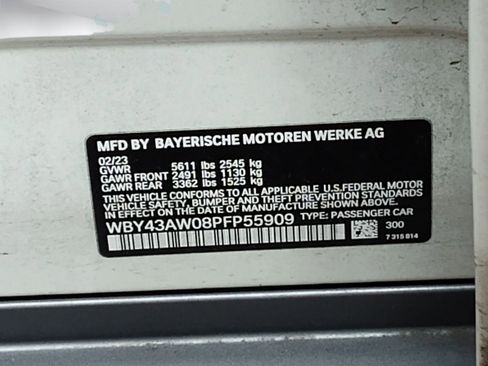 MFD BY BAYERISCHE MOTOREN WERKE AG
02/23
GVWR 5611 lbs 2545 kg
GAWR FRONT 2491 lbs 1130 kg
GAWR REAR 3362 lbs 1525 kg
THIS VEHICLE CONFORMS TO ALL APPLICABLE U.S.FEDERAL MOTOR
VEHICLE SAFETY, BUMPER, AND THEFT PREVENTION STANDARDS
IN EFFECT ON THE DATE OF MANUFACTURE SHOWN ABOVE.
WBY43AW08PFP55909 TYPE: PASSENGER CAR
300
7 315 814